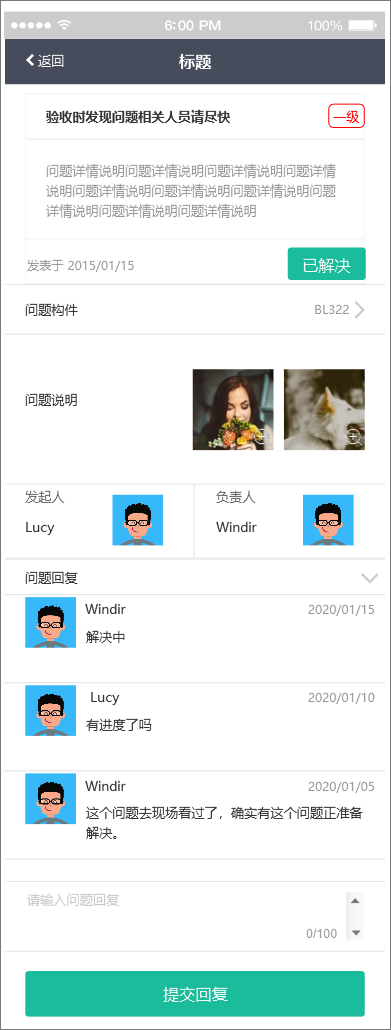 6:00 PM 100%
返回 标题
验收时发现问题相关人员请尽快 一级
问题详情说明问题详情说明问题详情说明问题详情
说明问题详情说明问题详情说明问题详情说明问题
详情说明问题详情说明问题详情说明
发表于 2015/01/15 已解决
问题构件 BL322
问题说明
发起人 负责人
Lucy Windir
问题回复
Windir 2020/01/15
解决中
Lucy 2020/01/10
有进度了吗
Windir 2020/01/05
这个问题去现场看过了，确实有这个问题正准备
解决。
请输入问题回复
0/100
提交回复